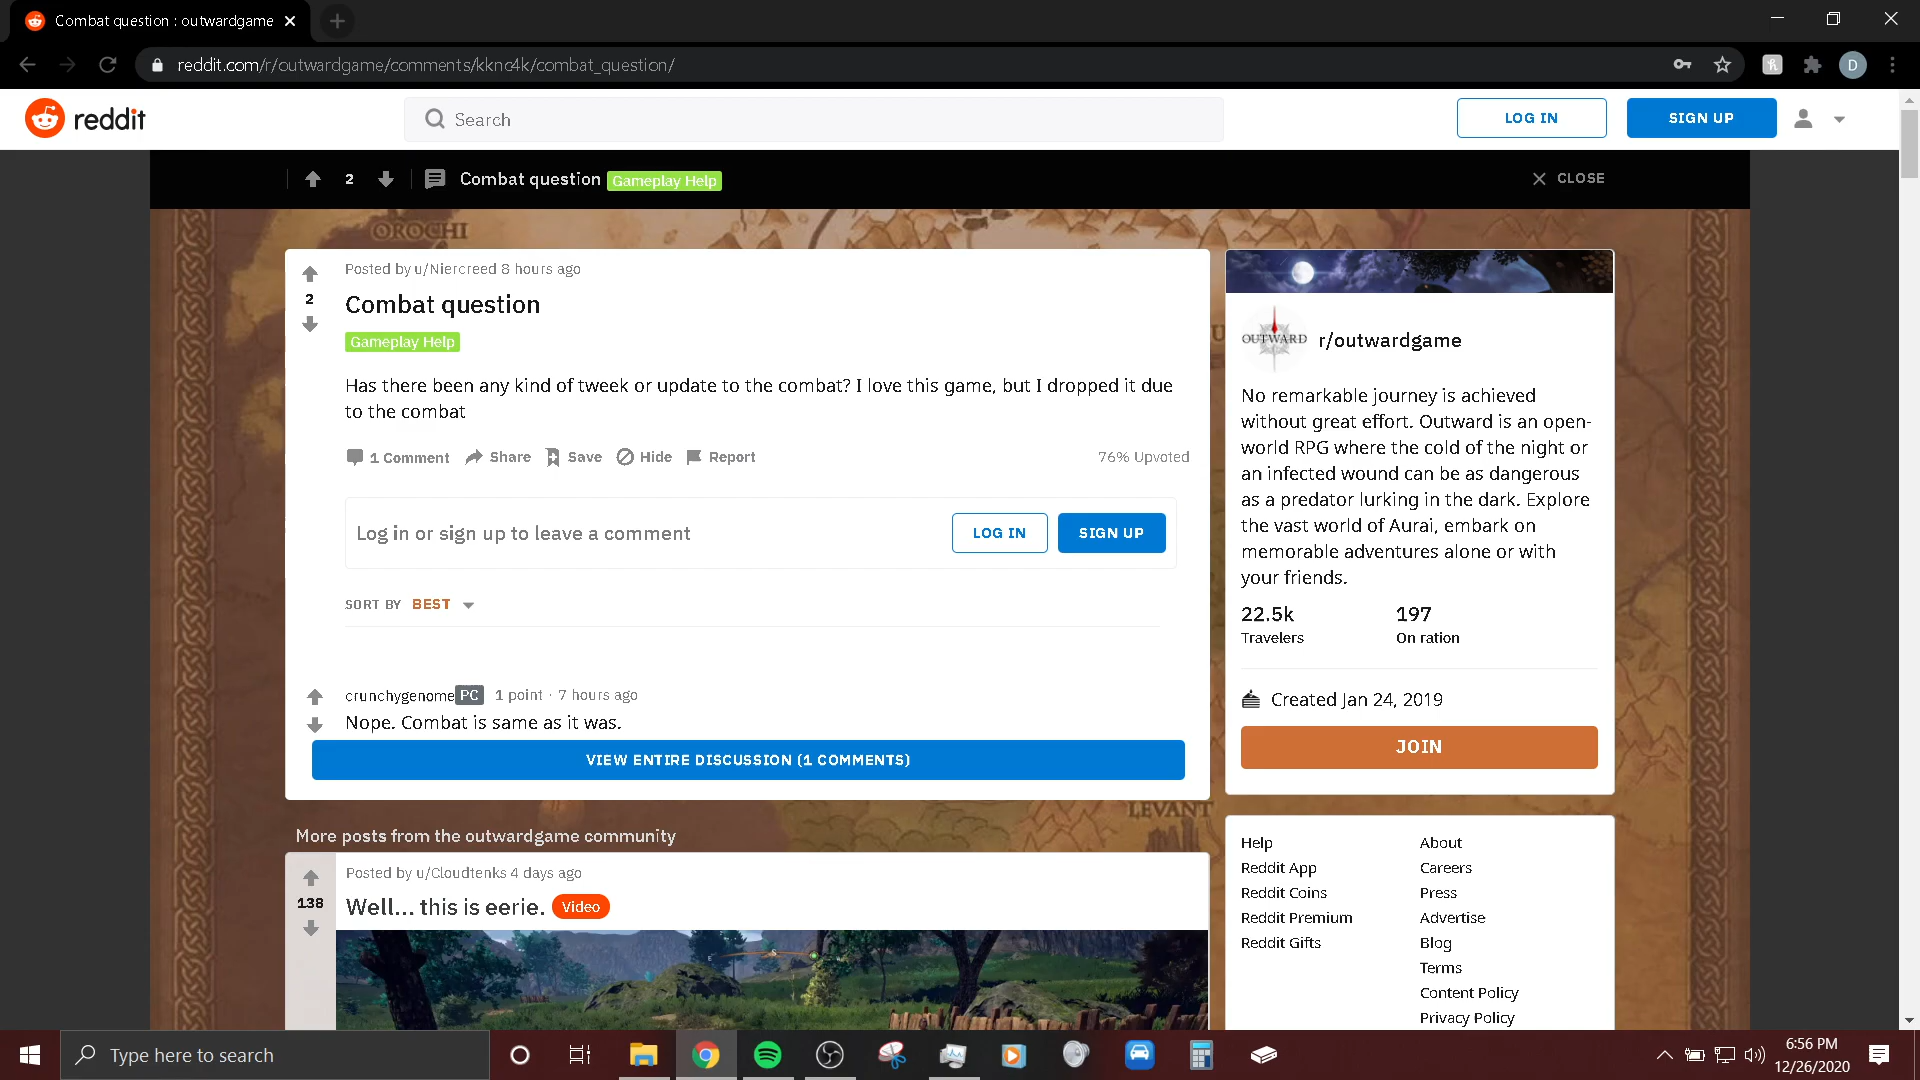 Combat question : outwardgame
reddit.com/r/outwardgame/comments/kknc4k/combat_question/
D
reddit
Search
LOG IN
SIGN UP
2
Combat question Gameplay Help
CLOSE
OROCHI
Posted by u/Niercreed 8 hours ago
2
Combat question
Gameplay Help
Has there been any kind of tweek or update to the combat? I love this game, but I dropped it due
to the combat
1 Comment Share Save Hide Report
76% Upvoted
Log in or sign up to leave a comment
LOG IN
SIGN UP
SORT BY BEST
crunchygenome PC 1 point · 7 hours ago
Nope. Combat is same as it was.
VIEW ENTIRE DISCUSSION (1 COMMENTS)
LEVANT
More posts from the outwardgame community
Posted by u/Cloudtenks 4 days ago
138
Well... this is eerie. Video
E
S
OUTWARD
r/outwardgame
No remarkable journey is achieved
without great effort. Outward is an open-
world RPG where the cold of the night or
an infected wound can be as dangerous
as a predator lurking in the dark. Explore
the vast world of Aurai, embark on
memorable adventures alone or with
your friends.
22.5k
Travelers
197
On ration
Created Jan 24, 2019
JOIN
Help
Reddit App
Reddit Coins
Reddit Premium
Reddit Gifts
About
Careers
Press
Advertise
Blog
Terms
Content Policy
Privacy Policy
Type here to search
6:56 PM
12/26/2020